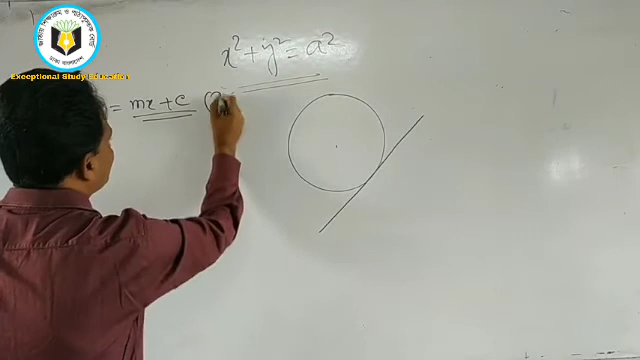 x² + y² = a²
Exceptional Study Education
= mx + c (